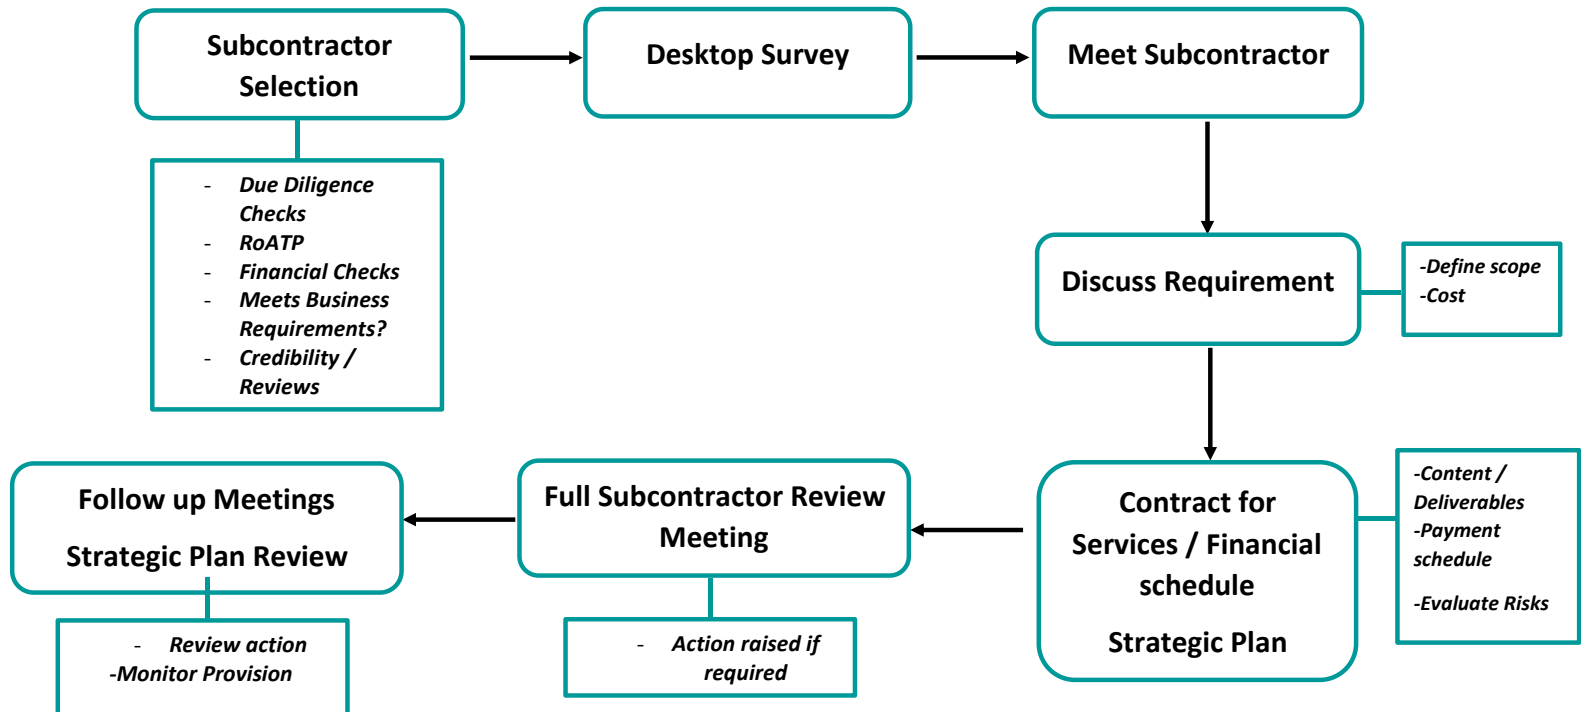 Subcontractor
Selection
Desktop Survey
Meet Subcontractor
- Due Diligence
Checks
- RoATP
- Financial Checks
- Meets Business
Requirements?
- Credibility /
Reviews
Discuss Requirement
-Define scope
-Cost
Contract for
Services / Financial
schedule
Strategic Plan
-Content /
Deliverables
-Payment
schedule
-Evaluate Risks
Full Subcontractor Review
Meeting
- Action raised if
required
Follow up Meetings
Strategic Plan Review
- Review action
-Monitor Provision